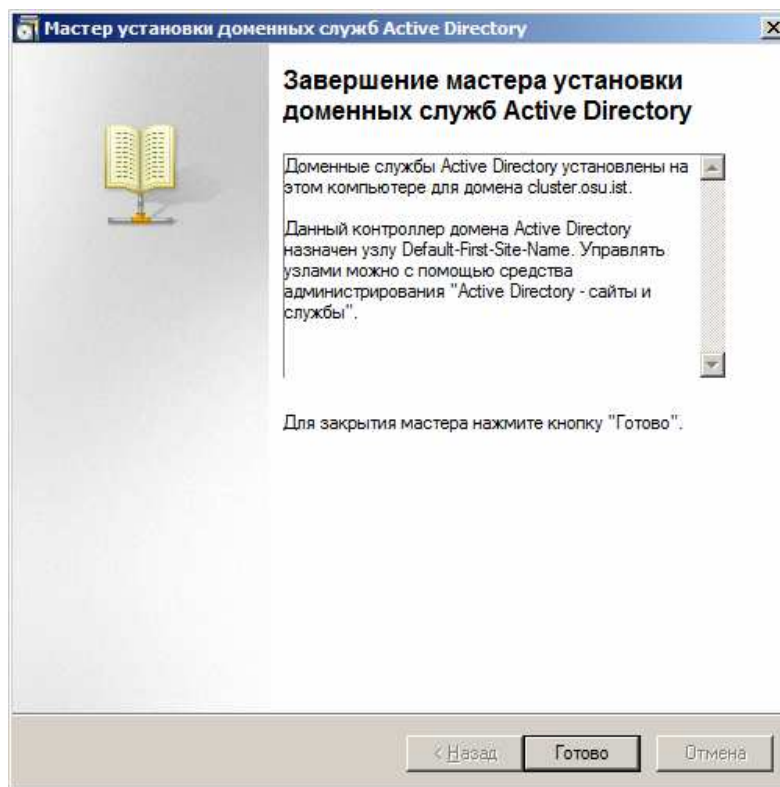 Мастер установки доменных служб Active Directory
Завершение мастера установки
доменных служб Active Directory
Доменные службы Active Directory установлены на
этом компьютере для домена cluster.osu.ist.
Данный контроллер домена Active Directory
назначен узлу Default-First-Site-Name. Управлять
узлами можно с помощью средства
администрирования "Active Directory - сайты и
службы".
Для закрытия мастера нажмите кнопку "Готово".
< Назад Готово Отмена